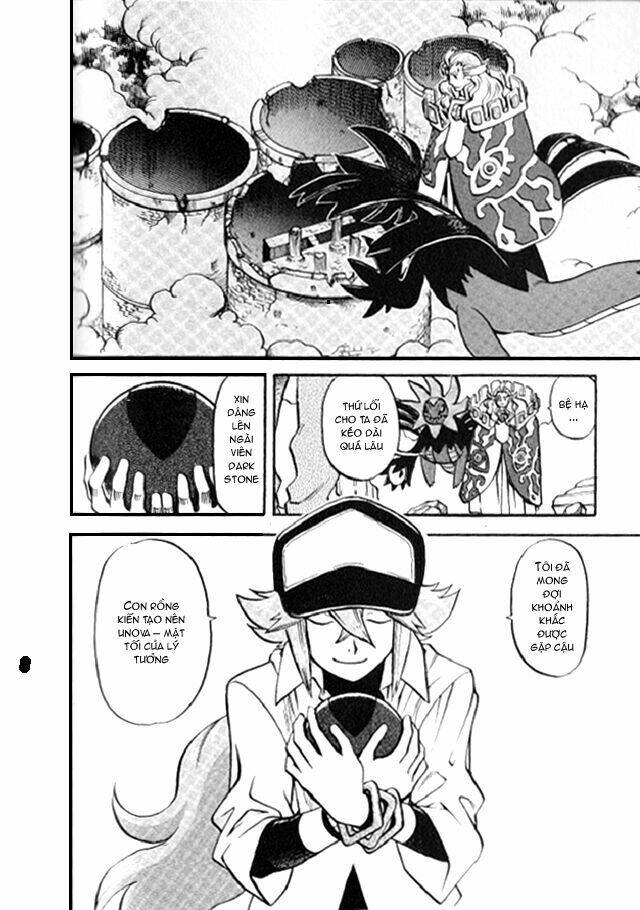 BỆ HẠ
...
THỨ LỖI
CHO TA ĐÃ
KÉO DÀI
QUÁ LÂU
XIN
DÂNG
LÊN
NGÀI
VIÊN
DARK
STONE
TÔI ĐÃ
MONG
ĐỢI
KHOẢNH
KHẮC
ĐƯỢC
GẶP CẬU
CON RỒNG
KIẾN TẠO NÊN
UNOVA – MẶT
TỐI CỦA LÝ
TƯỞNG
8